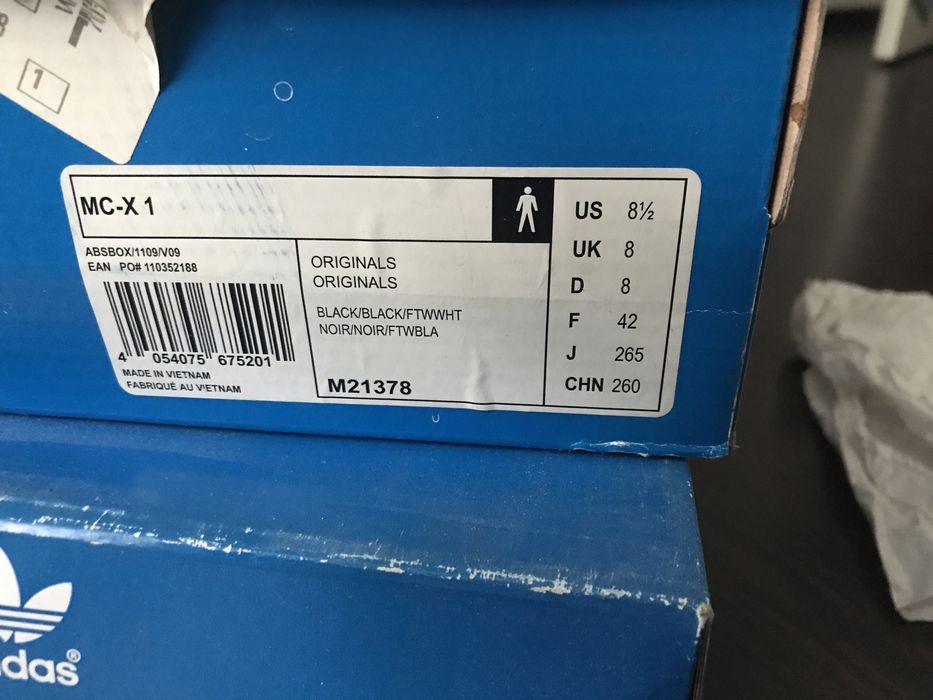 1
MC-X 1
ABSBOX/1109/V09
EAN PO# 110352188
4 054075 675201
MADE IN VIETNAM
FABRIQUÉ AU VIETNAM
ORIGINALS
ORIGINALS
BLACK/BLACK/FTWWHT
NOIR/NOIR/FTWBLA
M21378
US 8½
UK 8
D 8
F 42
J 265
CHN 260
das®